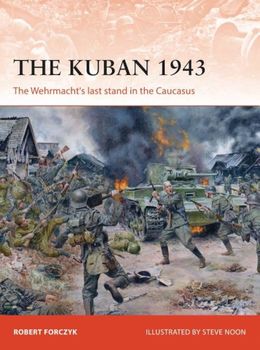 THE KUBAN 1943
The Wehrmacht's last stand in the Caucasus
ROBERT FORCZYK
ILLUSTRATED BY STEVE NOON